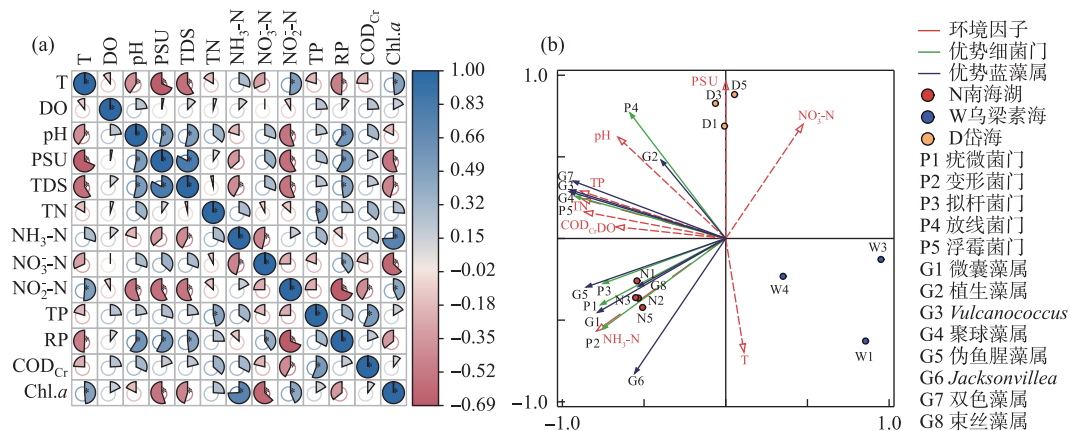 (a)
T DO pH PSU TDS TN NH₃-N NO₃⁻-N NO₂⁻-N TP RP COD_Cr Chl.a
T
DO
pH
PSU
TDS
TN
NH₃-N
NO₃⁻-N
NO₂⁻-N
TP
RP
COD_Cr
Chl.a
1.00
0.83
0.66
0.49
0.32
0.15
−0.02
−0.18
−0.35
−0.52
−0.69
(b)
1.0
PSU
D3
D5
D1
P4
NO₃⁻-N
pH
G2
G7
G3
TP
G4
TN
P5
COD_Cr
DO
W3
W4
W1
N1
G8
G5
P3
N3
N2
P1
N5
G1
P2
NH₃-N
T
G6
-1.0
-1.0
1.0
环境因子
优势细菌门
优势蓝藻属
N南海湖
W乌梁素海
D岱海
P1 疣微菌门
P2 变形菌门
P3 拟杆菌门
P4 放线菌门
P5 浮霉菌门
G1 微囊藻属
G2 植生藻属
G3 Vulcanococcus
G4 聚球藻属
G5 伪鱼腥藻属
G6 Jacksonvillea
G7 双色藻属
G8 束丝藻属